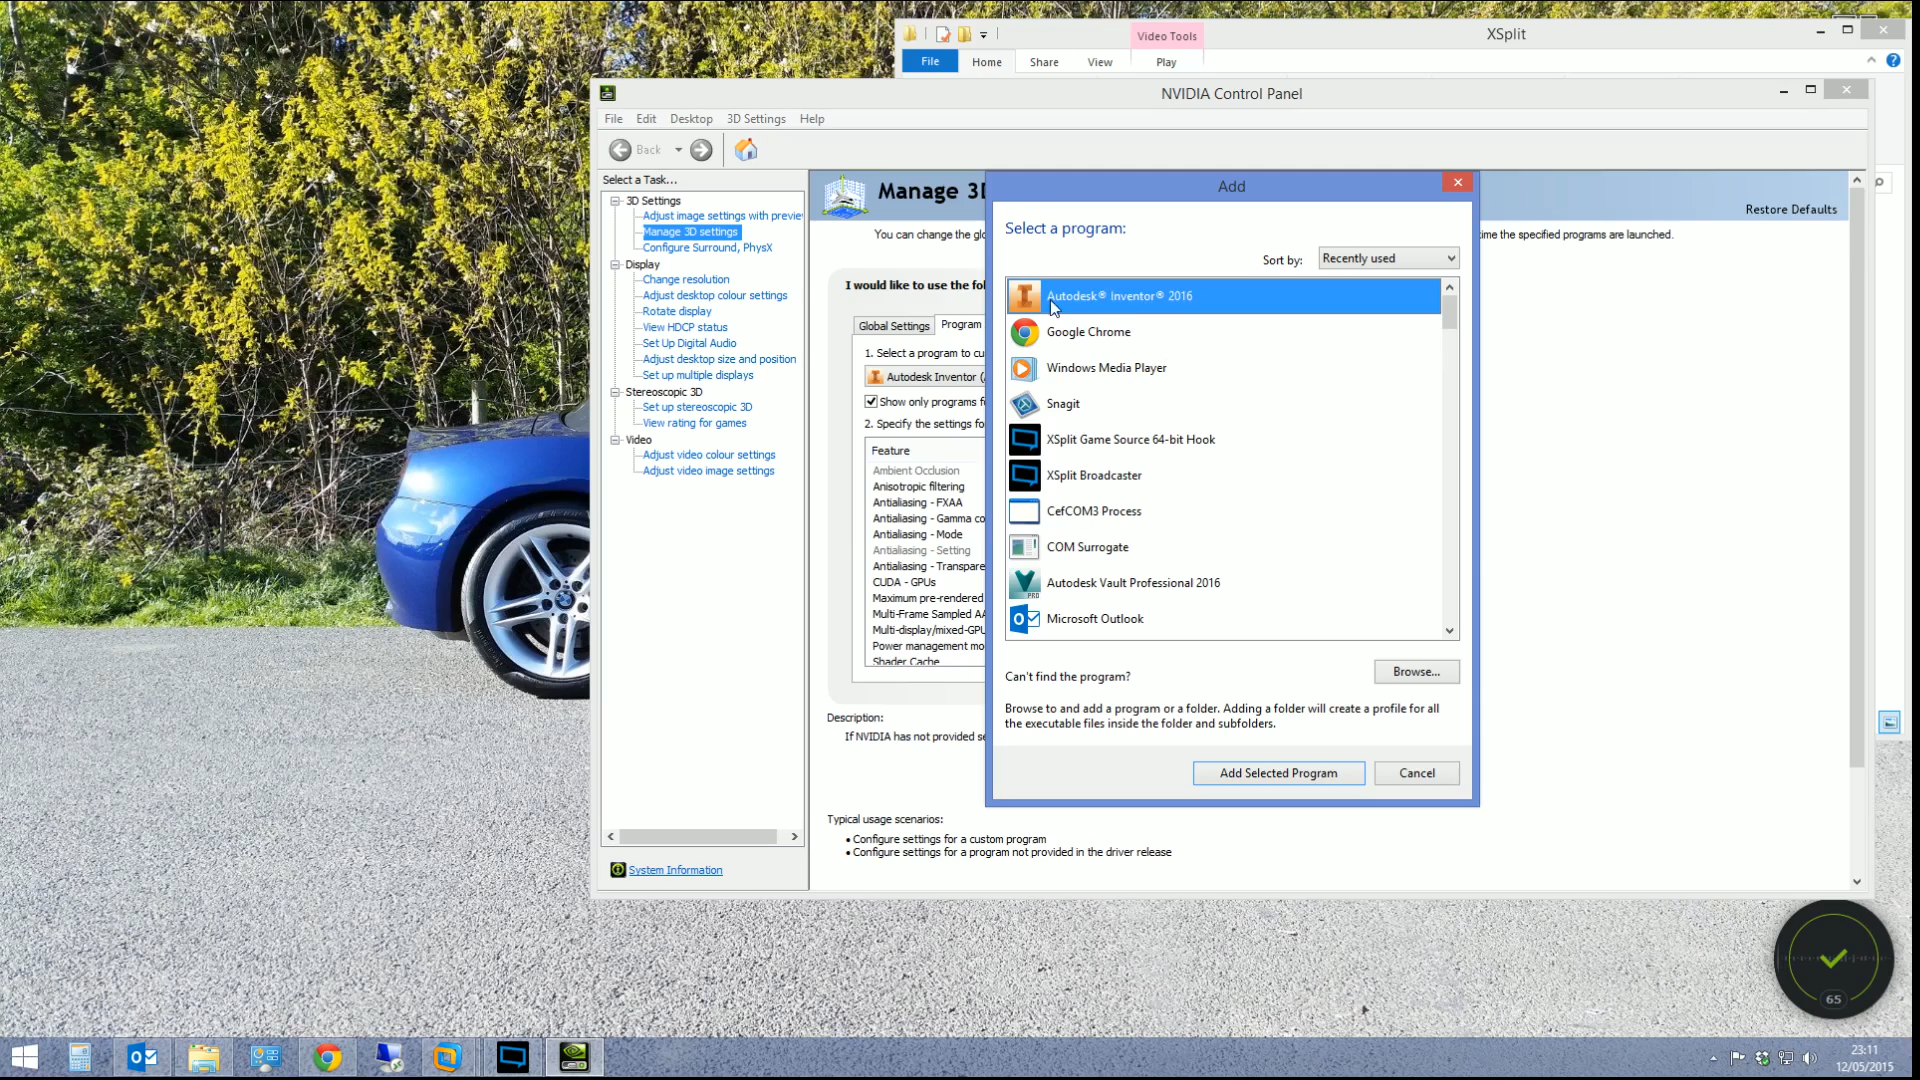 Video Tools
XSplit
File
Home
Share
View
Play
NVIDIA Control Panel
File
Edit
Desktop
3D Settings
Help
Back
Select a Task...
3D Settings
Adjust image settings with previe
Manage 3D settings
Configure Surround, PhysX
Display
Change resolution
Adjust desktop colour settings
Rotate display
View HDCP status
Set Up Digital Audio
Adjust desktop size and position
Set up multiple displays
Stereoscopic 3D
Set up stereoscopic 3D
View rating for games
Video
Adjust video colour settings
Adjust video image settings
System Information
Manage 3D
Restore Defaults
You can change the glo
time the specified programs are launched.
I would like to use the fol
Global Settings
Program
1. Select a program to cu
Autodesk Inventor (
Show only programs f
2. Specify the settings fo
Feature
Ambient Occlusion
Anisotropic filtering
Antialiasing - FXAA
Antialiasing - Gamma co
Antialiasing - Mode
Antialiasing - Setting
Antialiasing - Transpare
CUDA - GPUs
Maximum pre-rendered
Multi-Frame Sampled AA
Multi-display/mixed-GPU
Power management mo
Shader Cache
Description:
If NVIDIA has not provided se
Typical usage scenarios:
• Configure settings for a custom program
• Configure settings for a program not provided in the driver release
Add
Select a program:
Sort by:
Recently used
Autodesk® Inventor® 2016
Google Chrome
Windows Media Player
Snagit
XSplit Game Source 64-bit Hook
XSplit Broadcaster
CefCOM3 Process
COM Surrogate
PRO
Autodesk Vault Professional 2016
Microsoft Outlook
Can't find the program?
Browse...
Browse to and add a program or a folder. Adding a folder will create a profile for all
the executable files inside the folder and subfolders.
Add Selected Program
Cancel
65
23:11
12/05/2015